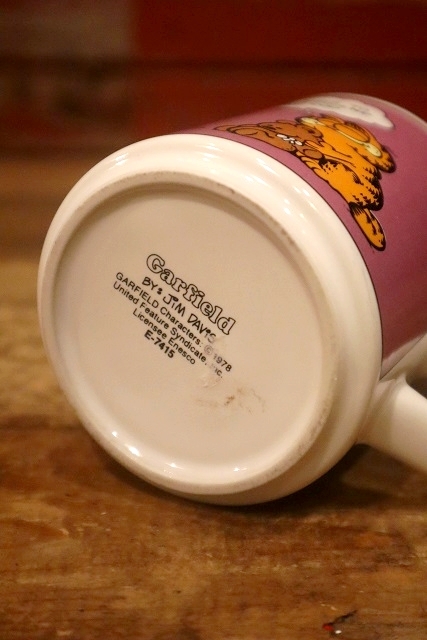 Garfield
BY: JIM DAVIS
GARFIELD Characters: © 1978
United Feature Syndicate, Inc.
Licensee Enesco
E-7415